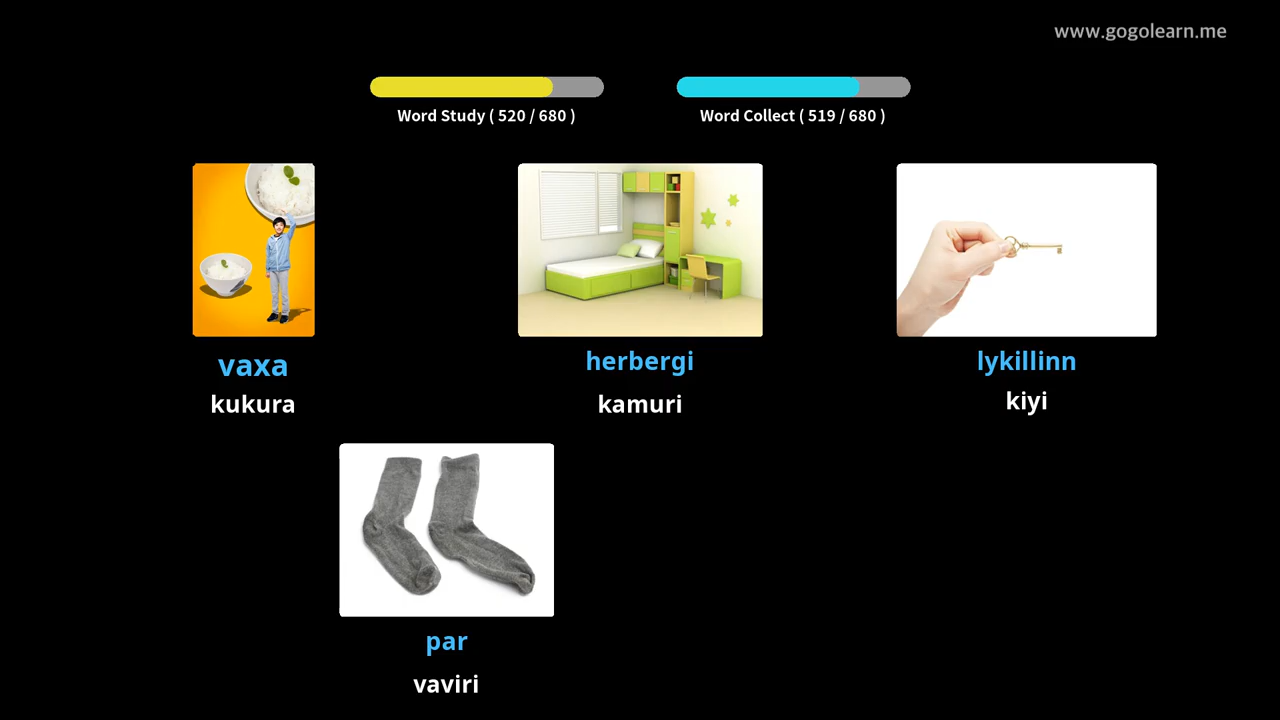 www.gogolearn.me
Word Study ( 520 / 680 )
Word Collect ( 519 / 680 )
vaxa
kukura
herbergi
kamuri
lykillinn
kiyi
par
vaviri